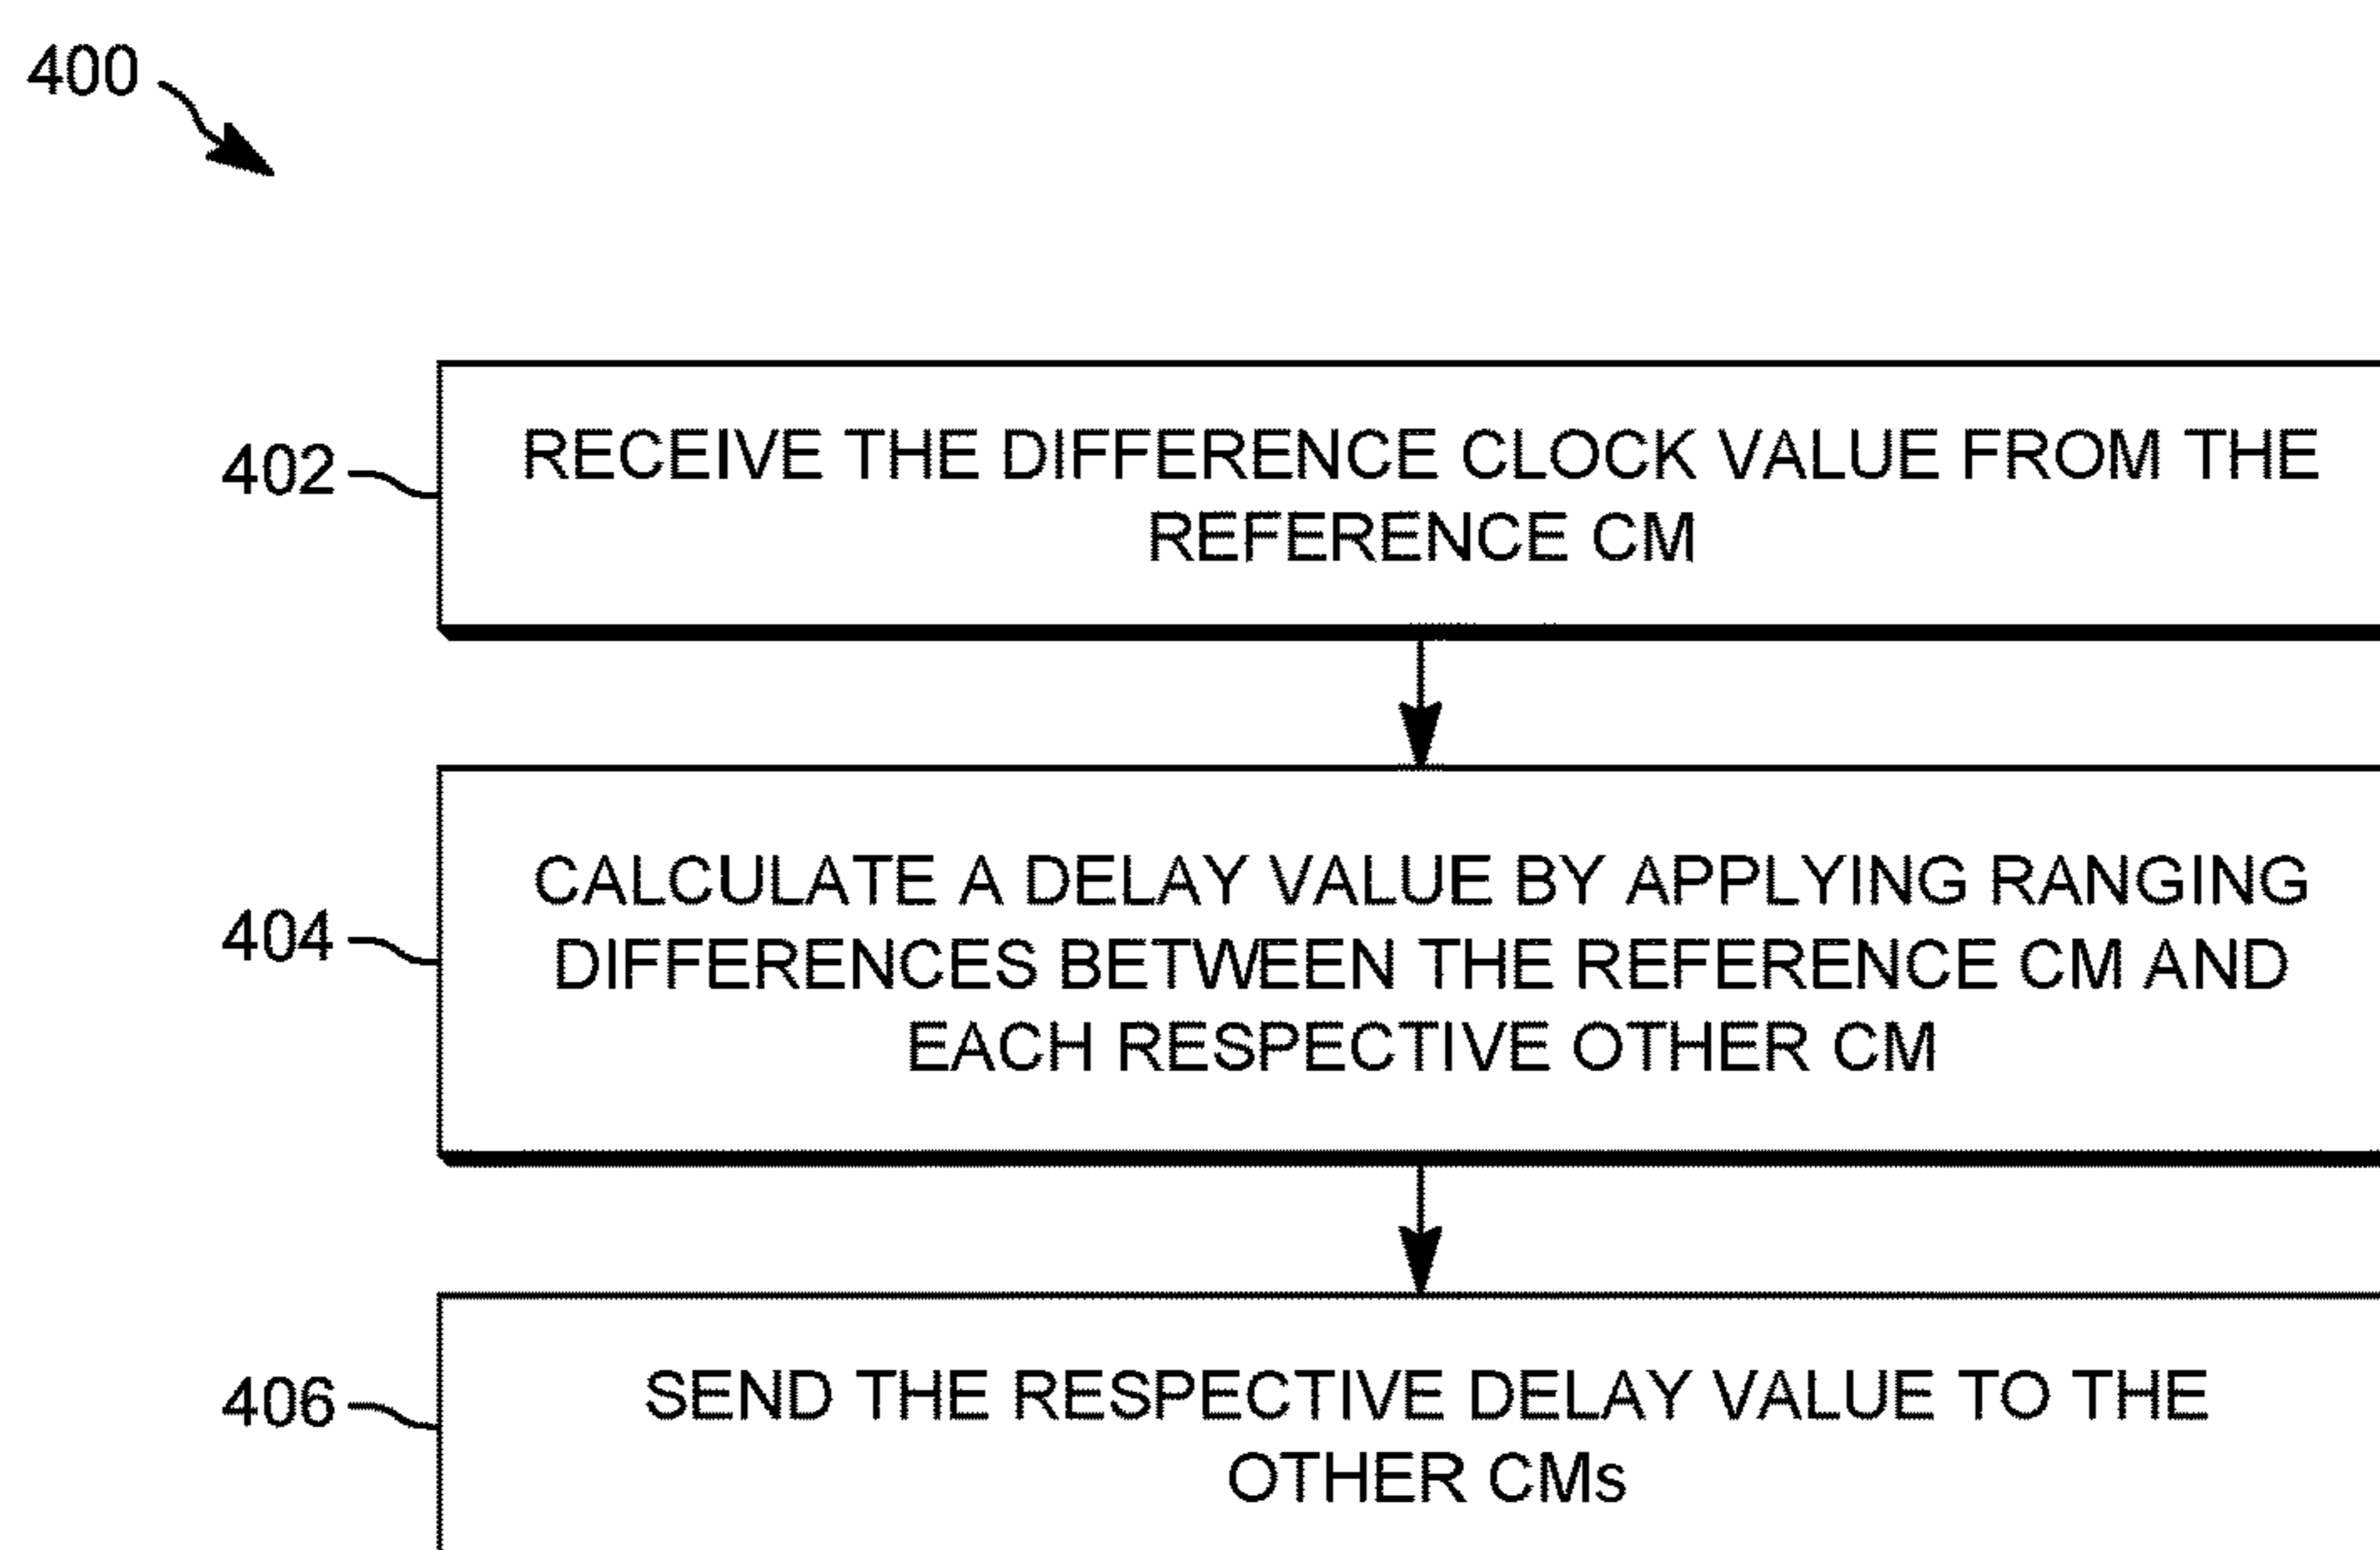 400
402
RECEIVE THE DIFFERENCE CLOCK VALUE FROM THE
REFERENCE CM
404
CALCULATE A DELAY VALUE BY APPLYING RANGING
DIFFERENCES BETWEEN THE REFERENCE CM AND
EACH RESPECTIVE OTHER CM
406
SEND THE RESPECTIVE DELAY VALUE TO THE
OTHER CMs